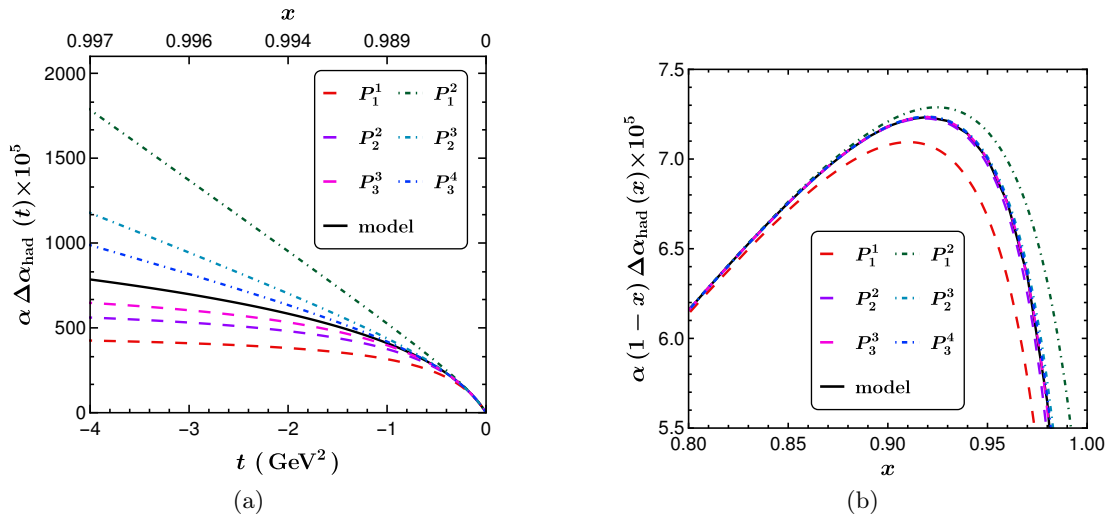 x
0.997 0.996 0.994 0.989 0
α Δα_had (t)×10^5
2000
1500
1000
500
0
P_1^1 P_1^2
P_2^2 P_2^3
P_3^3 P_3^4
model
−4 −3 −2 −1 0
t ( GeV^2 )
(a)
α (1 − x) Δα_had (x)×10^5
7.5
7.0
6.5
6.0
5.5
P_1^1 P_1^2
P_2^2 P_2^3
P_3^3 P_3^4
model
0.80 0.85 0.90 0.95 1.00
x
(b)